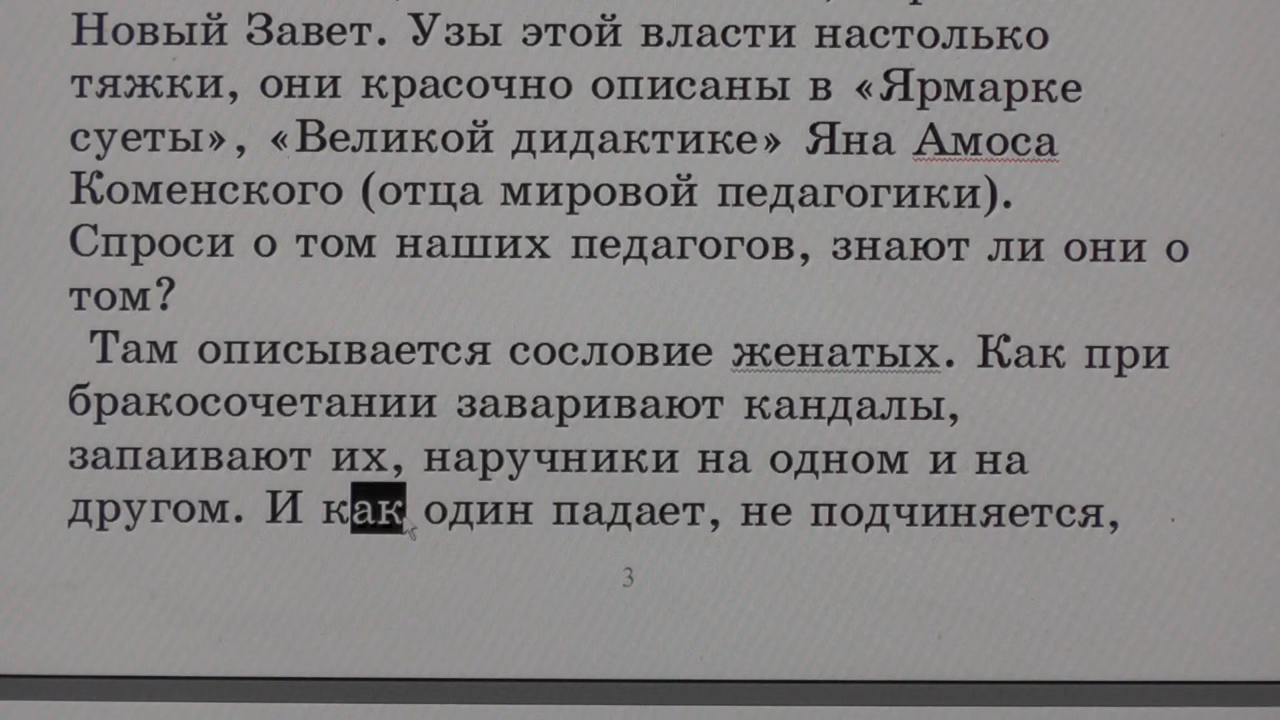 Новый Завет. Узы этой власти настолько
тяжки, они красочно описаны в «Ярмарке
суеты», «Великой дидактике» Яна Амоса
Коменского (отца мировой педагогики).
Спроси о том наших педагогов, знают ли они о
том?
Там описывается сословие женатых. Как при
бракосочетании заваривают кандалы,
запаивают их, наручники на одном и на
другом. И как один падает, не подчиняется,
3